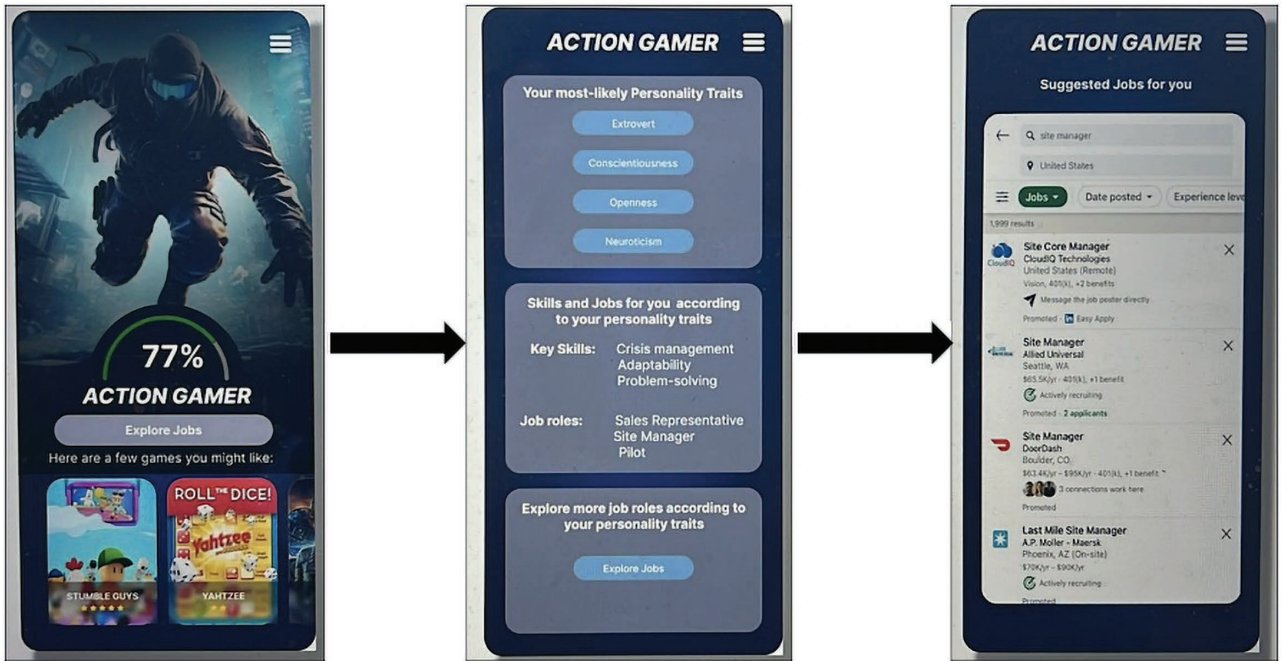 77%
ACTION GAMER
Explore Jobs
Here are a few games you might like:
STUMBLE GUYS
ROLL THE DICE!
Yahtzee
YAHTZEE
ACTION GAMER
Your most-likely Personality Traits
Extrovert
Conscientiousness
Openness
Neuroticism
Skills and Jobs for you according
to your personality traits
Key Skills: Crisis management
Adaptability
Problem-solving
Job roles: Sales Representative
Site Manager
Pilot
Explore more job roles according to
your personality traits
Explore Jobs
ACTION GAMER
Suggested Jobs for you
site manager
United States
Jobs Date posted Experience leve
1,999 results
Site Core Manager
CloudIQ
CloudIQ Technologies
United States (Remote)
Vision, 401(k), +2 benefits
Message the job poster directly
Promoted · in Easy Apply
Site Manager
Allied Universal
Seattle, WA
$65.5K/yr · 401(k), +1 benefit
Actively recruiting
Promoted · 2 applicants
Site Manager
DoorDash
Boulder, CO
$63.4K/yr - $95K/yr · 401(k), +1 benefit
3 connections work here
Promoted
Last Mile Site Manager
A.P. Moller - Maersk
Phoenix, AZ (On-site)
$70K/yr - $90K/yr
Actively recruiting
Promoted